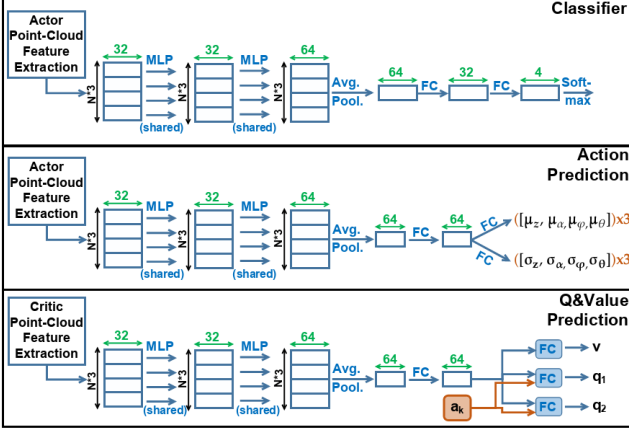 Classifier
Actor
Point-Cloud
Feature
Extraction
32 MLP 32 MLP 64
N*3 (shared) N*3 (shared) N*3
Avg.
Pool.
64 FC 32 FC 4 Soft-
max
Action
Prediction
Actor
Point-Cloud
Feature
Extraction
32 MLP 32 MLP 64
N*3 (shared) N*3 (shared) N*3
Avg.
Pool.
64 FC 64
FC ([μz, μα,μφ,μθ])x3
FC ([σz, σα,σφ,σθ])x3
Q&Value
Prediction
Critic
Point-Cloud
Feature
Extraction
32 MLP 32 MLP 64
N*3 (shared) N*3 (shared) N*3
Avg.
Pool.
64 FC 64
FC v
FC q1
ak FC q2